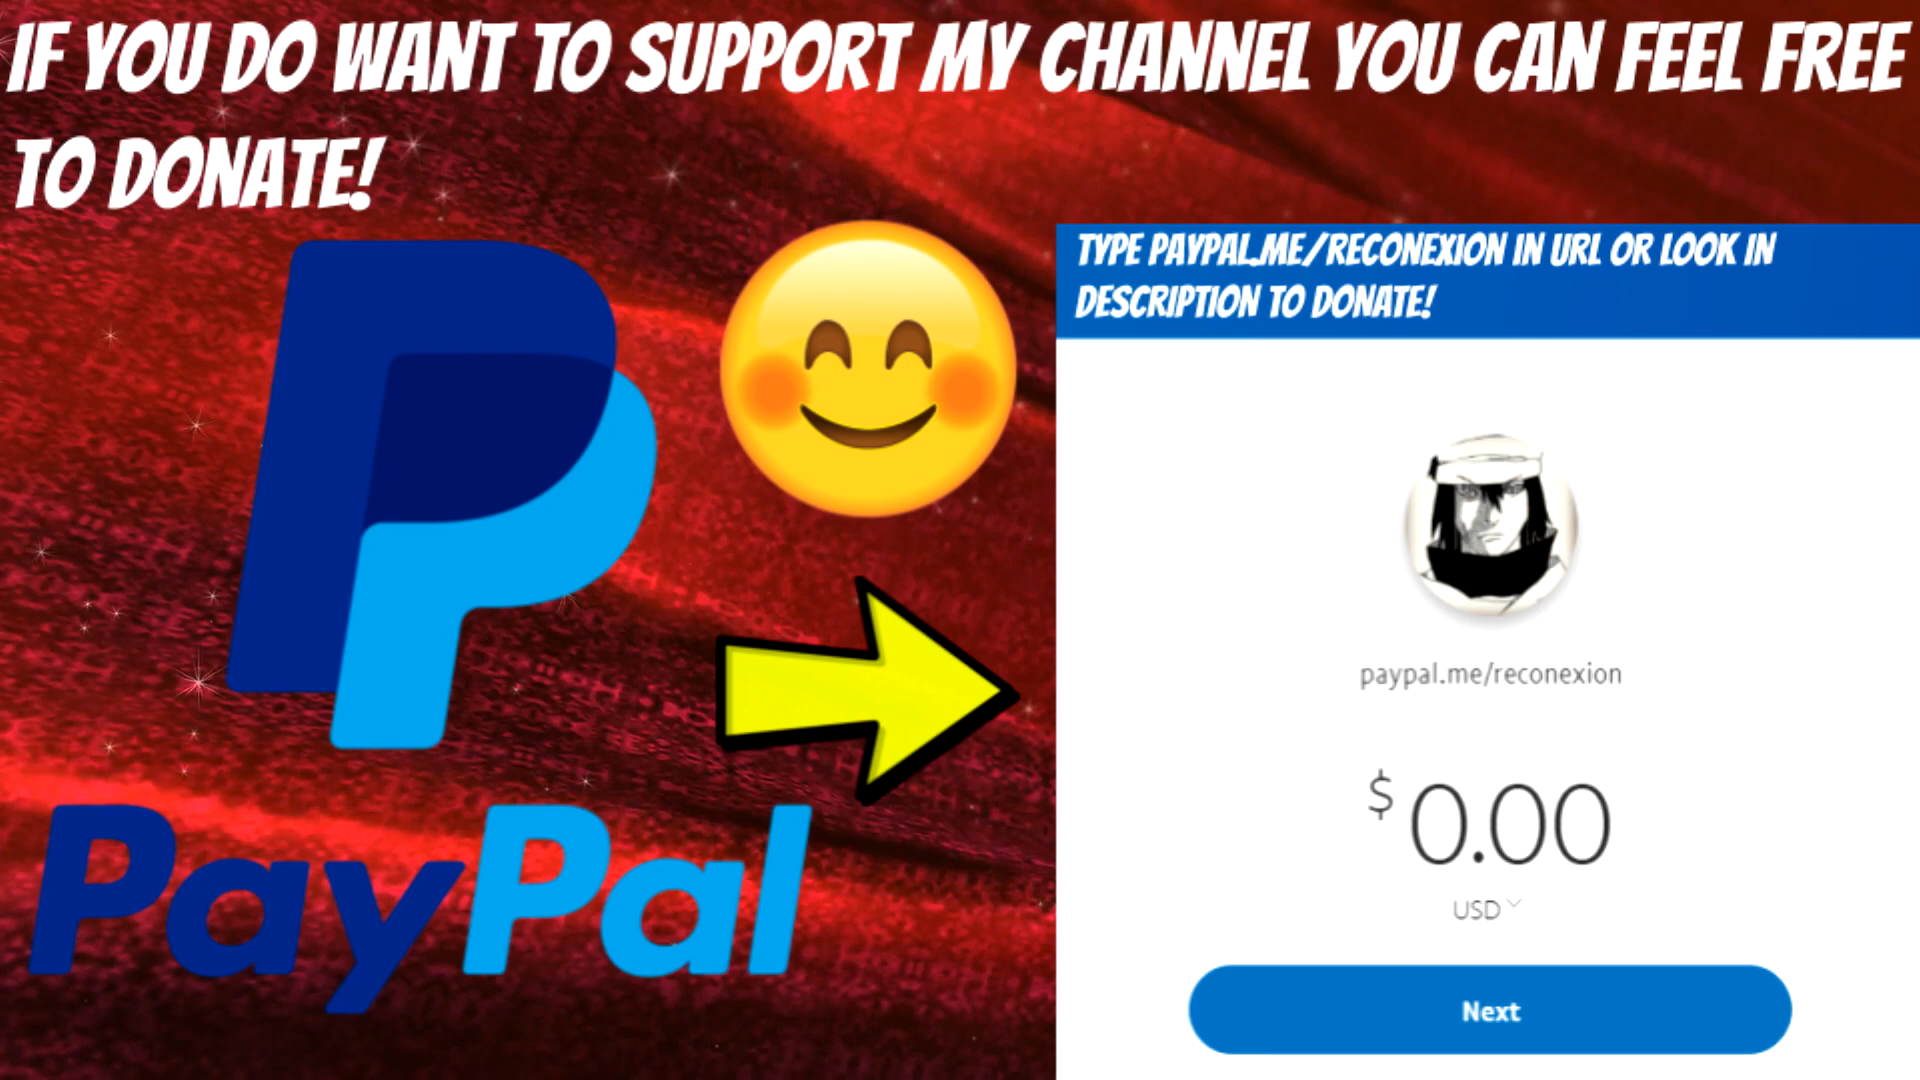 IF YOU DO WANT TO SUPPORT MY CHANNEL YOU CAN FEEL FREE
TO DONATE!
TYPE PAYPAL.ME/RECONEXION IN URL OR LOOK IN
DESCRIPTION TO DONATE!
paypal.me/reconexion
$ 0.00
USD
Next
PayPal